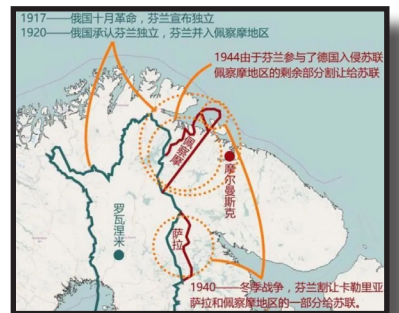 1917——俄国十月革命，芬兰宣布独立
1920——俄国承认芬兰独立，芬兰并入佩察摩地区
1944由于芬兰参与了德国入侵苏联
佩察摩地区的剩余部分割让给苏联
佩察摩
摩尔曼斯克
罗瓦涅米
萨拉
1940——冬季战争，芬兰割让卡勒里亚
萨拉和佩察摩地区的一部分给苏联。